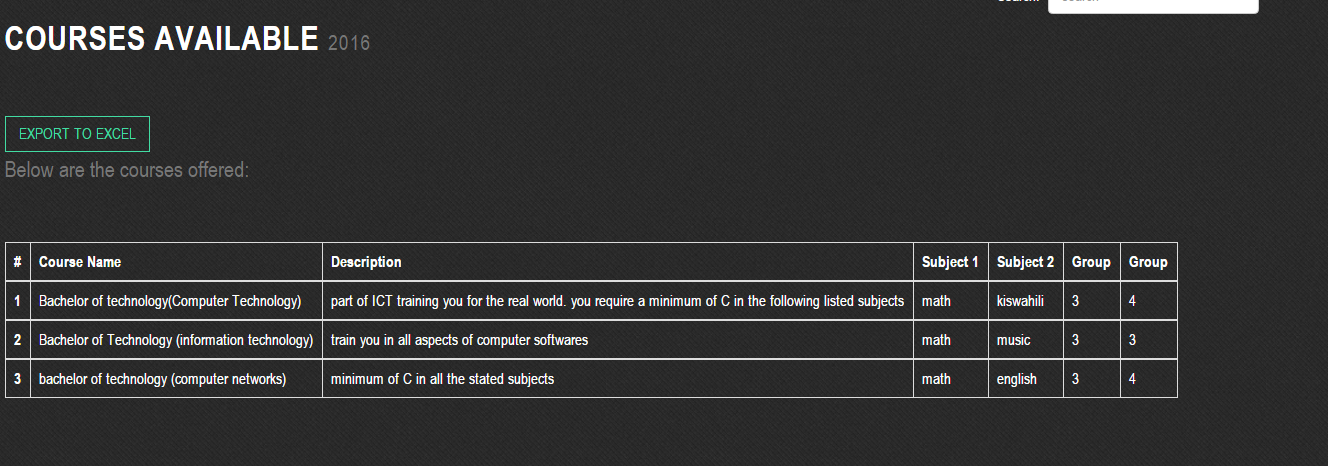 COURSES AVAILABLE 2016
EXPORT TO EXCEL
Below are the courses offered:
# Course Name Description Subject 1 Subject 2 Group Group
1 Bachelor of technology(Computer Technology) part of ICT training you for the real world. you require a minimum of C in the following listed subjects math kiswahili 3 4
2 Bachelor of Technology (information technology) train you in all aspects of computer softwares math music 3 3
3 bachelor of technology (computer networks) minimum of C in all the stated subjects math english 3 4